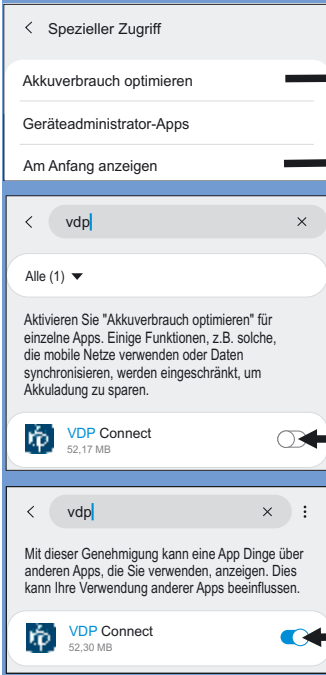 Spezieller Zugriff
Akkuverbrauch optimieren
Geräteadministrator-Apps
Am Anfang anzeigen
vdp
Alle (1)
Aktivieren Sie "Akkuverbrauch optimieren" für
einzelne Apps. Einige Funktionen, z.B. solche,
die mobile Netze verwenden oder Daten
synchronisieren, werden eingeschränkt, um
Akkuladung zu sparen.
VDP Connect
52,17 MB
vdp
Mit dieser Genehmigung kann eine App Dinge über
anderen Apps, die Sie verwenden, anzeigen. Dies
kann Ihre Verwendung anderer Apps beeinflussen.
VDP Connect
52,30 MB